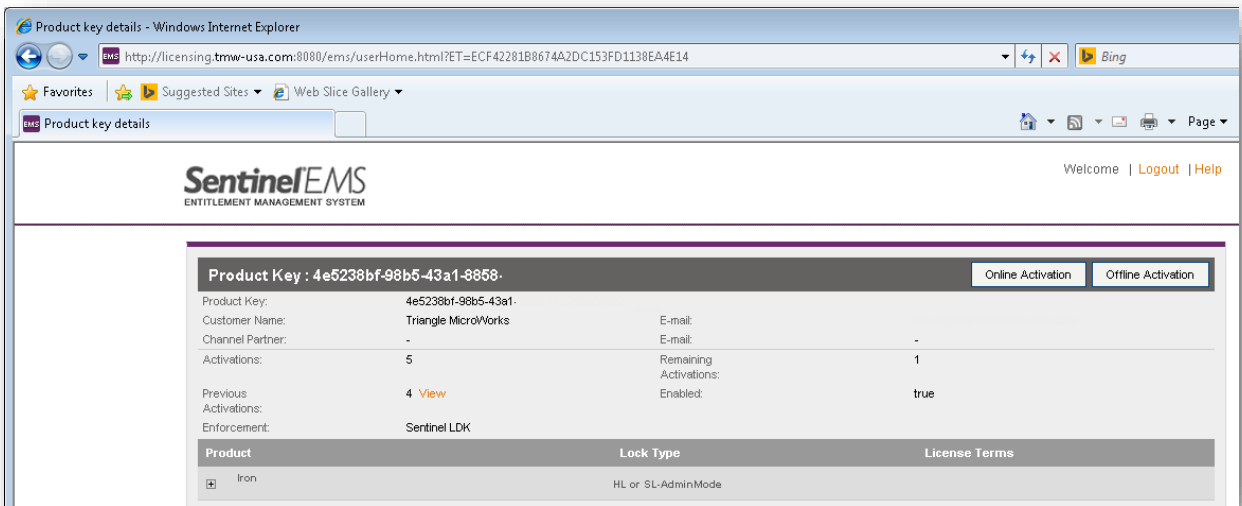 Product key details - Windows Internet Explorer
EMS http://licensing.tmw-usa.com:8080/ems/userHome.html?ET=ECF42281B8674A2DC153FD1138EA4E14 Bing
Favorites Suggested Sites Web Slice Gallery
EMS Product key details Page
Welcome | Logout | Help
Sentinel EMS
ENTITLEMENT MANAGEMENT SYSTEM
Product Key : 4e5238bf-98b5-43a1-8858- Online Activation Offline Activation
Product Key: 4e5238bf-98b5-43a1-
Customer Name: Triangle MicroWorks E-mail:
Channel Partner: - E-mail: -
Activations: 5 Remaining Activations: 1
Previous Activations: 4 View Enabled: true
Enforcement: Sentinel LDK
Product Lock Type License Terms
Iron HL or SL-AdminMode